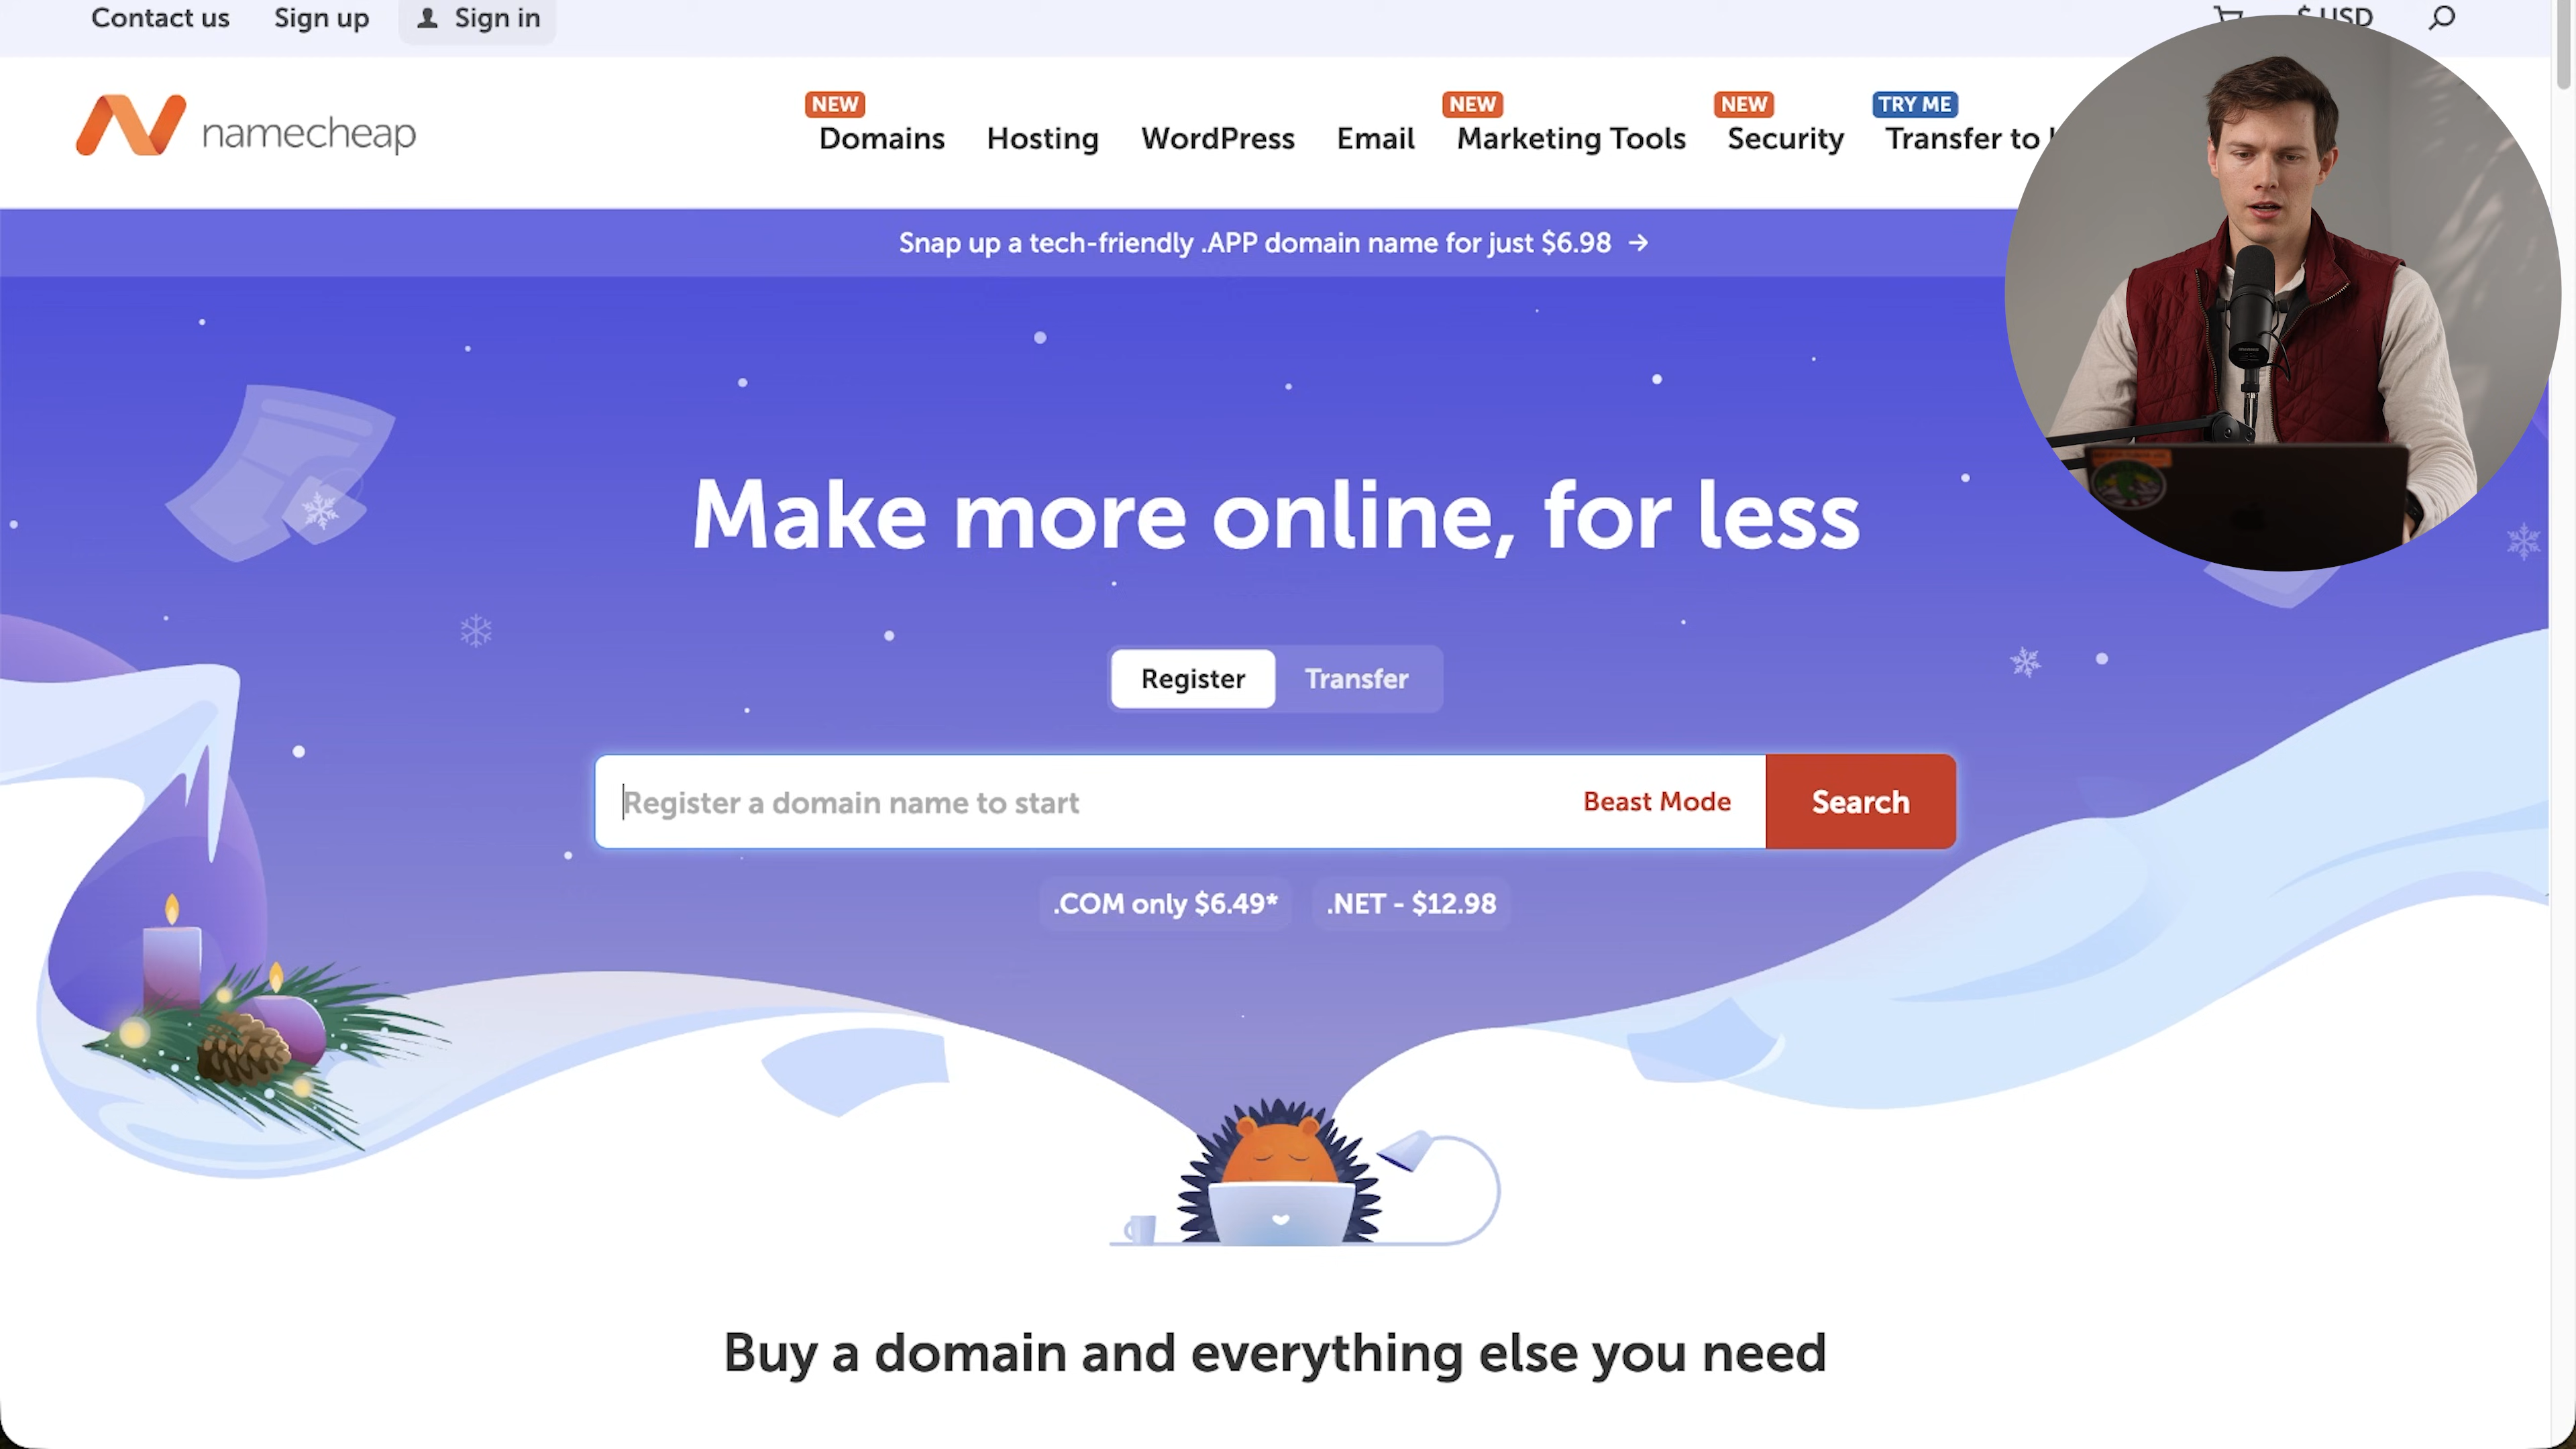 Contact us Sign up Sign in $ USD
namecheap
NEW NEW NEW TRY ME
Domains Hosting WordPress Email Marketing Tools Security Transfer to
Snap up a tech-friendly .APP domain name for just $6.98 →
Make more online, for less
Register Transfer
Register a domain name to start Beast Mode Search
.COM only $6.49* .NET - $12.98
Buy a domain and everything else you need